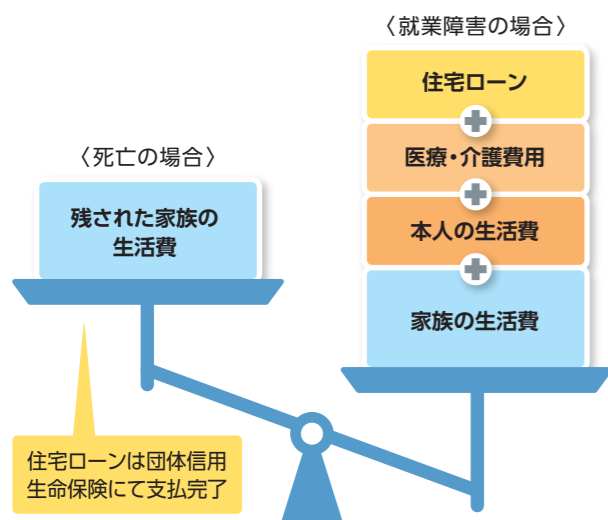 〈死亡の場合〉
残された家族の
生活費
住宅ローンは団体信用
生命保険にて支払完了
〈就業障害の場合〉
住宅ローン
医療・介護費用
本人の生活費
家族の生活費